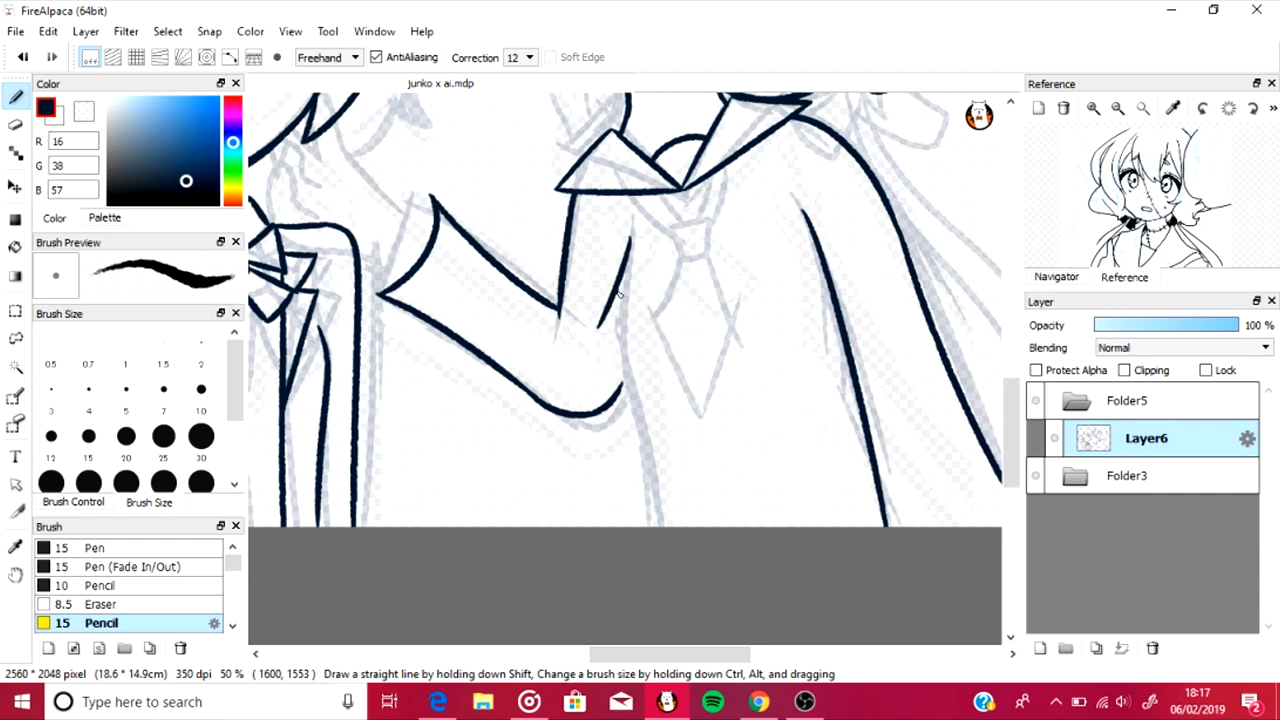 FireAlpaca (64bit)
File Edit Layer Filter Select Snap Color View Tool Window Help
off Freehand AntiAliasing Correction 12 Soft Edge
Color
junko x ai.mdp
Reference
R 16
G 38
B 57
Color Palette
Brush Preview
Navigator Reference
Layer
Brush Size
Opacity 100 %
Blending Normal
Protect Alpha Clipping Lock
0.5 0.7 1 1.5 2
3 4 5 7 10
12 15 20 25 30
Folder5
Layer6
Folder3
Brush Control Brush Size
Brush
15 Pen
15 Pen (Fade In/Out)
10 Pencil
8.5 Eraser
15 Pencil
2560 * 2048 pixel (18.6 * 14.9cm) 350 dpi 50 % ( 1600, 1553 ) Draw a straight line by holding down Shift, Change a brush size by holding down Ctrl, Alt, and dragging
Type here to search
18:17
06/02/2019
2